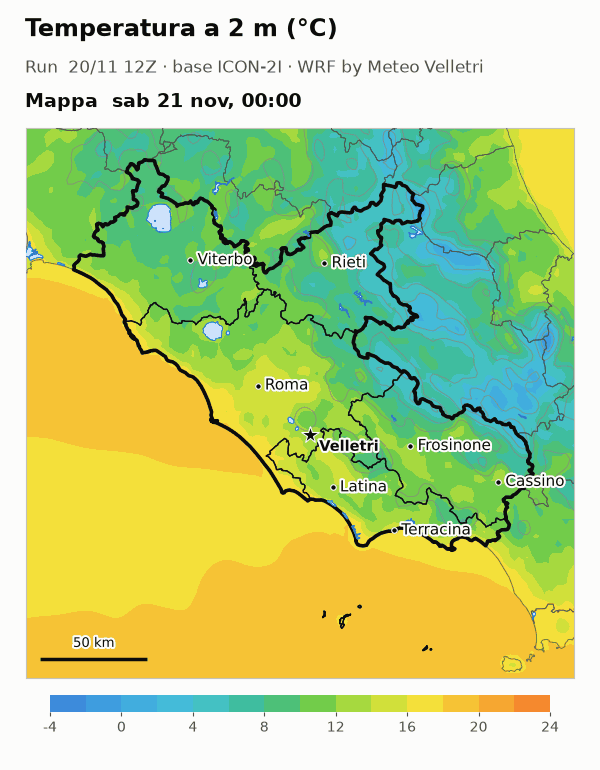 Temperatura a 2 m (°C)
Run  20/11 12Z · base ICON-2I · WRF by Meteo Velletri
Mappa  sab 21 nov, 00:00
Viterbo
Rieti
Roma
Velletri
Frosinone
Cassino
Latina
Terracina
50 km
-4 0 4 8 12 16 20 24